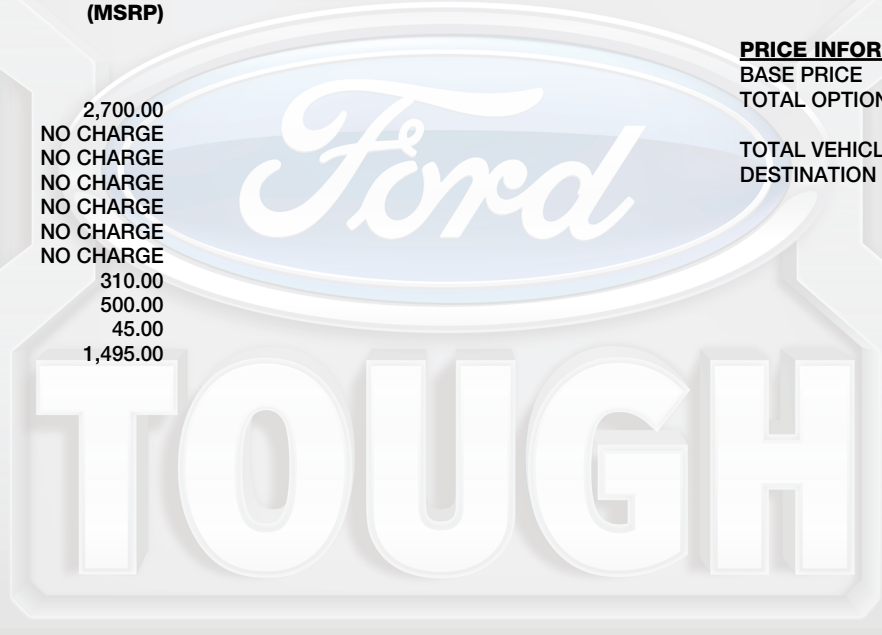 (MSRP)
2,700.00
NO CHARGE
NO CHARGE
NO CHARGE
NO CHARGE
NO CHARGE
NO CHARGE
310.00
500.00
45.00
1,495.00
PRICE INFOR
BASE PRICE
TOTAL OPTION
TOTAL VEHICL
DESTINATION
Ford
TOUGH